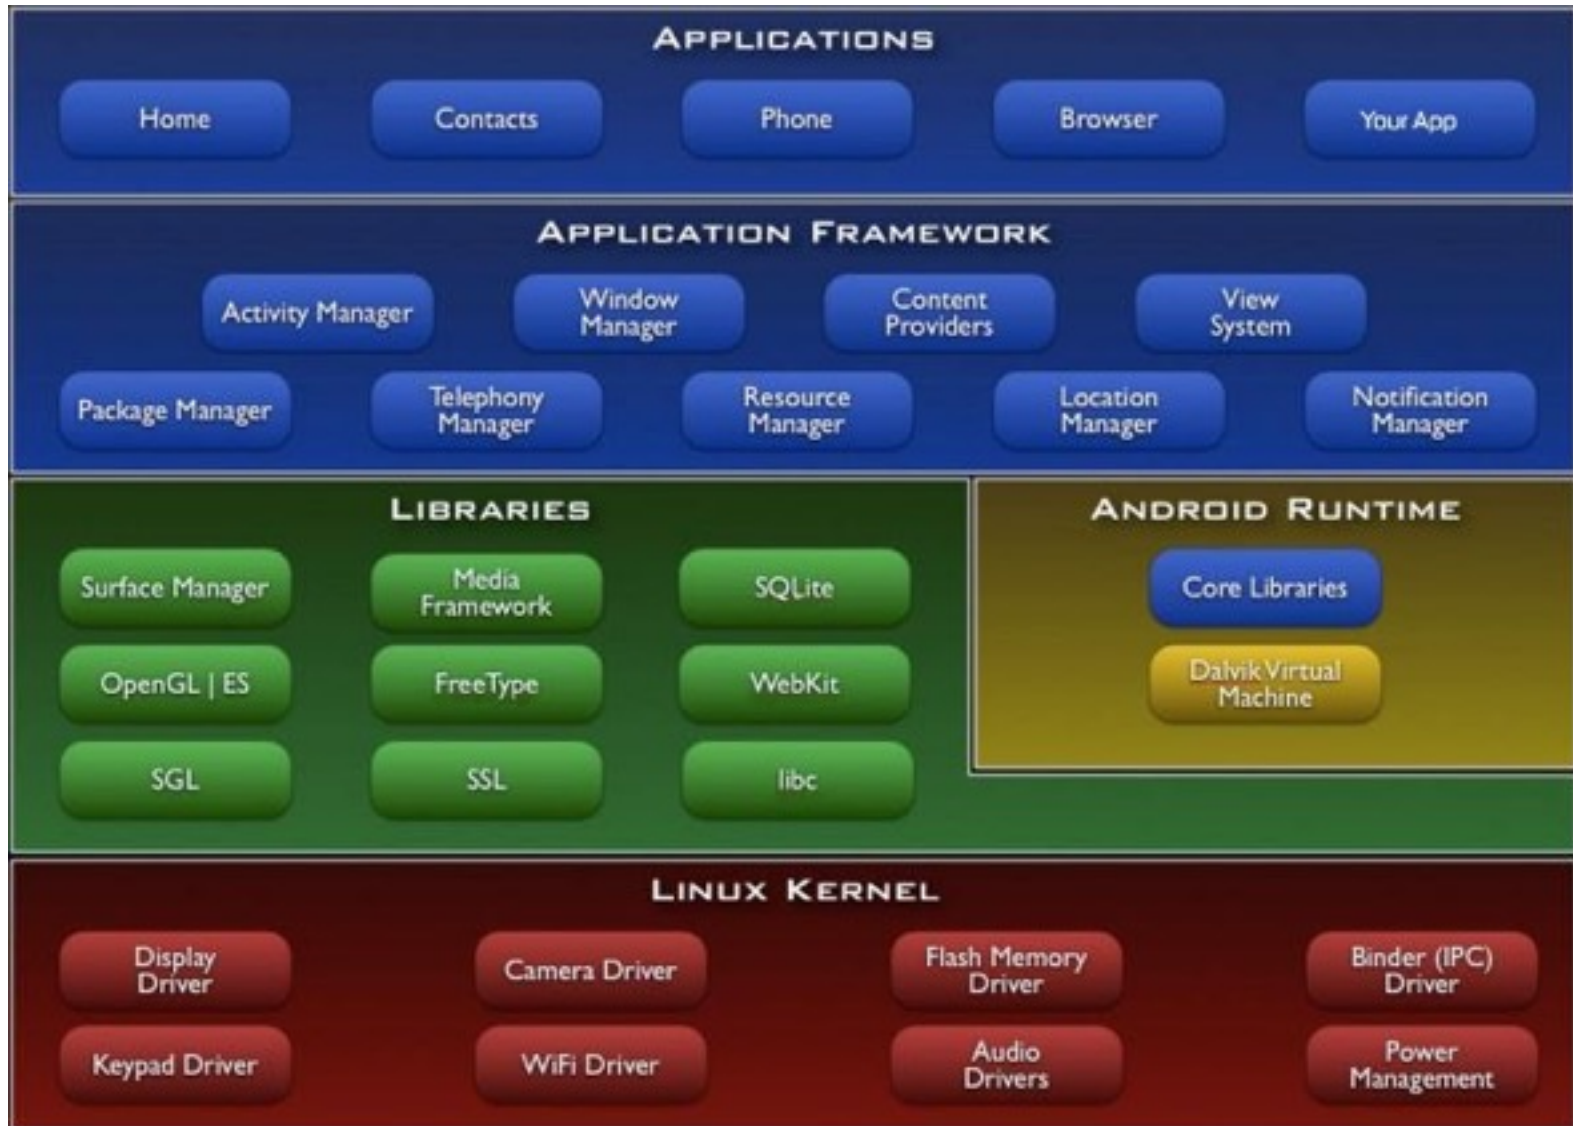 APPLICATIONS
Home
Contacts
Phone
Browser
Your App
APPLICATION FRAMEWORK
Activity Manager
Window
Manager
Content
Providers
View
System
Package Manager
Telephony
Manager
Resource
Manager
Location
Manager
Notification
Manager
LIBRARIES
Surface Manager
Media
Framework
SQLite
OpenGL | ES
FreeType
WebKit
SGL
SSL
libc
ANDROID RUNTIME
Core Libraries
Dalvik Virtual
Machine
LINUX KERNEL
Display
Driver
Camera Driver
Flash Memory
Driver
Binder (IPC)
Driver
Keypad Driver
WiFi Driver
Audio
Drivers
Power
Management